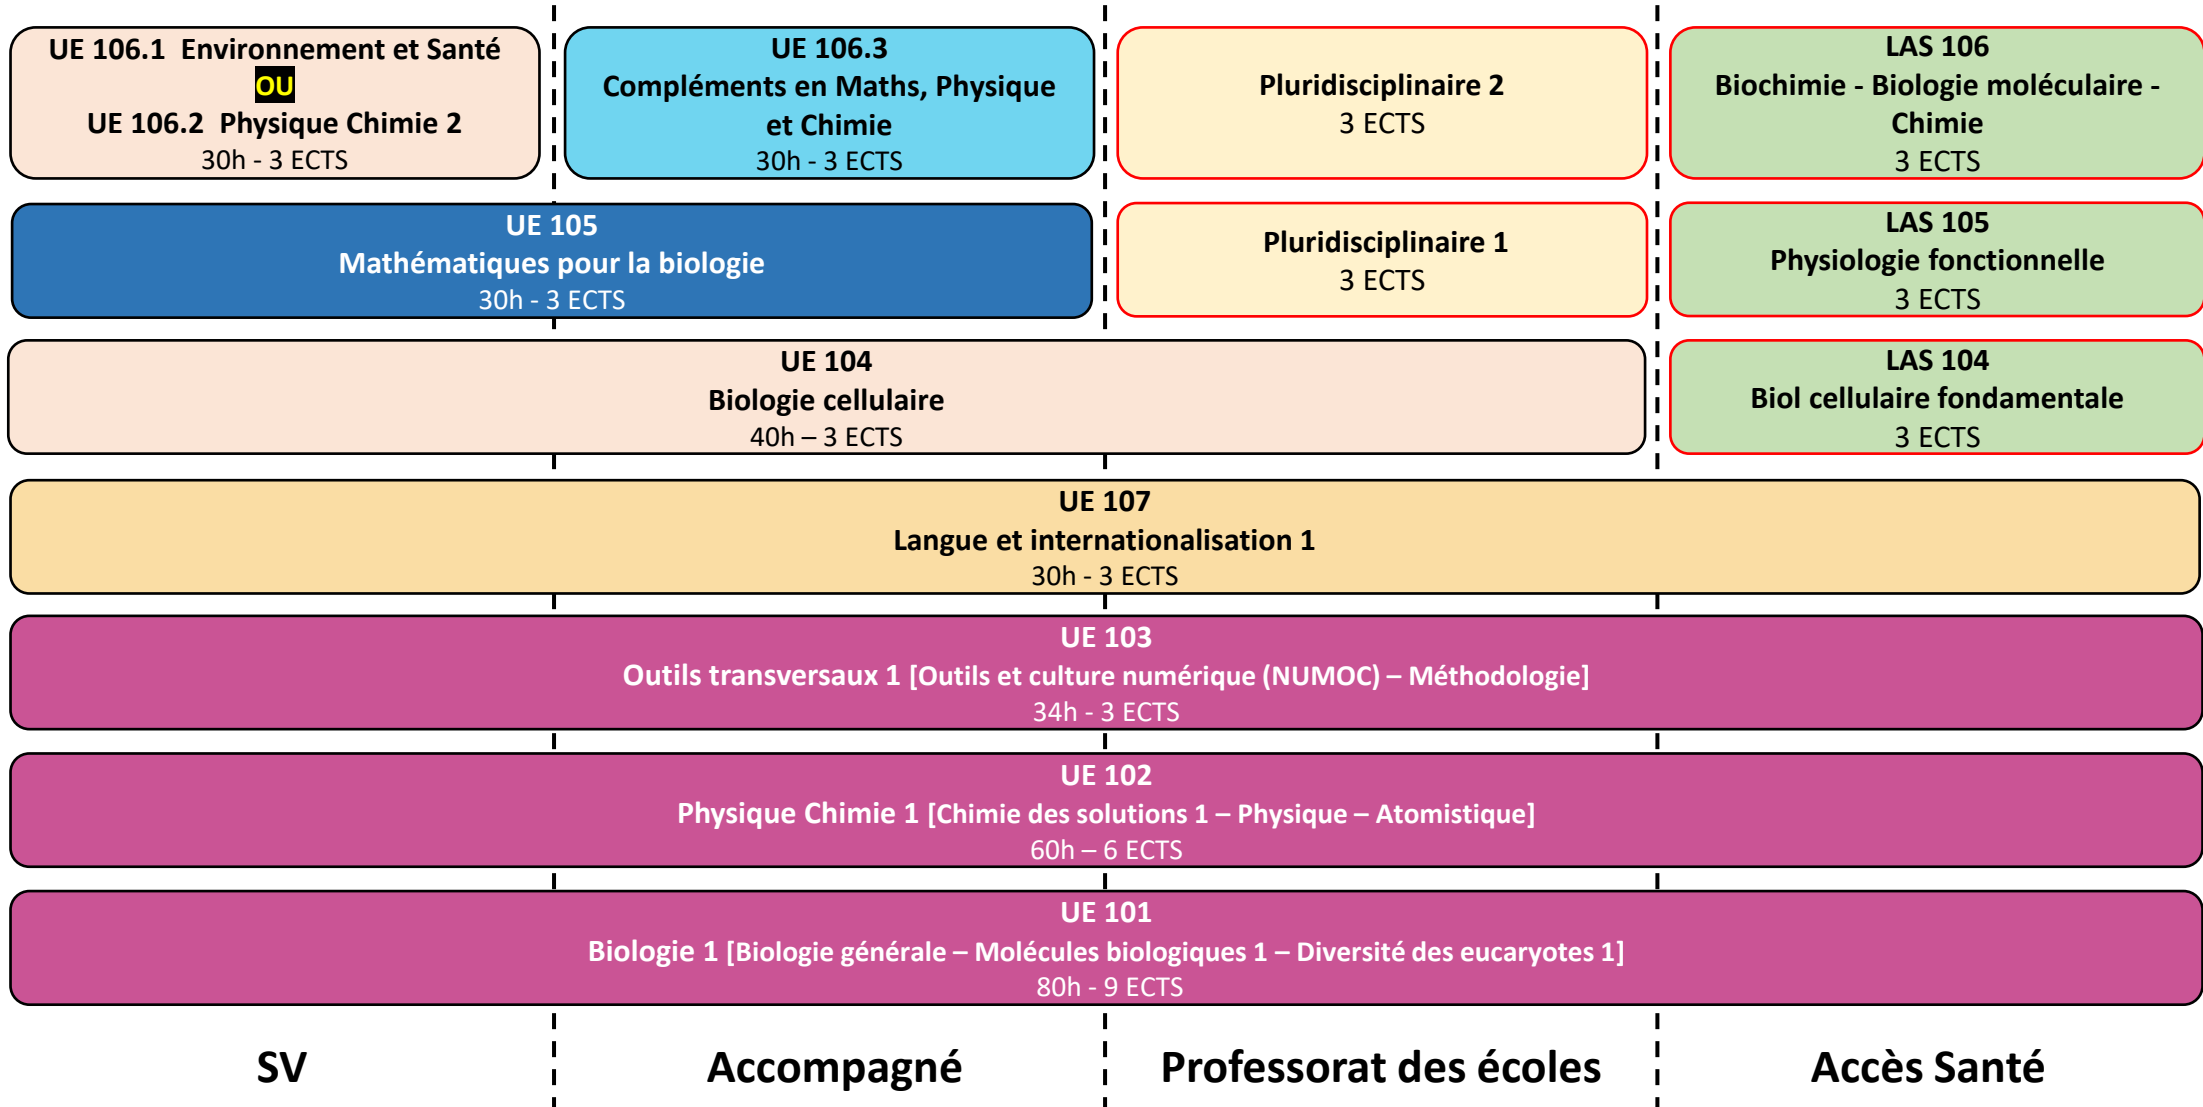 UE 106.1  Environnement et Santé
OU
UE 106.2  Physique Chimie 2
30h - 3 ECTS
UE 106.3
Compléments en Maths, Physique
et Chimie
30h - 3 ECTS
Pluridisciplinaire 2
3 ECTS
LAS 106
Biochimie - Biologie moléculaire -
Chimie
3 ECTS
UE 105
Mathématiques pour la biologie
30h - 3 ECTS
Pluridisciplinaire 1
3 ECTS
LAS 105
Physiologie fonctionnelle
3 ECTS
UE 104
Biologie cellulaire
40h – 3 ECTS
LAS 104
Biol cellulaire fondamentale
3 ECTS
UE 107
Langue et internationalisation 1
30h - 3 ECTS
UE 103
Outils transversaux 1 [Outils et culture numérique (NUMOC) – Méthodologie]
34h - 3 ECTS
UE 102
Physique Chimie 1 [Chimie des solutions 1 – Physique – Atomistique]
60h – 6 ECTS
UE 101
Biologie 1 [Biologie générale – Molécules biologiques 1 – Diversité des eucaryotes 1]
80h - 9 ECTS
SV
Accompagné
Professorat des écoles
Accès Santé